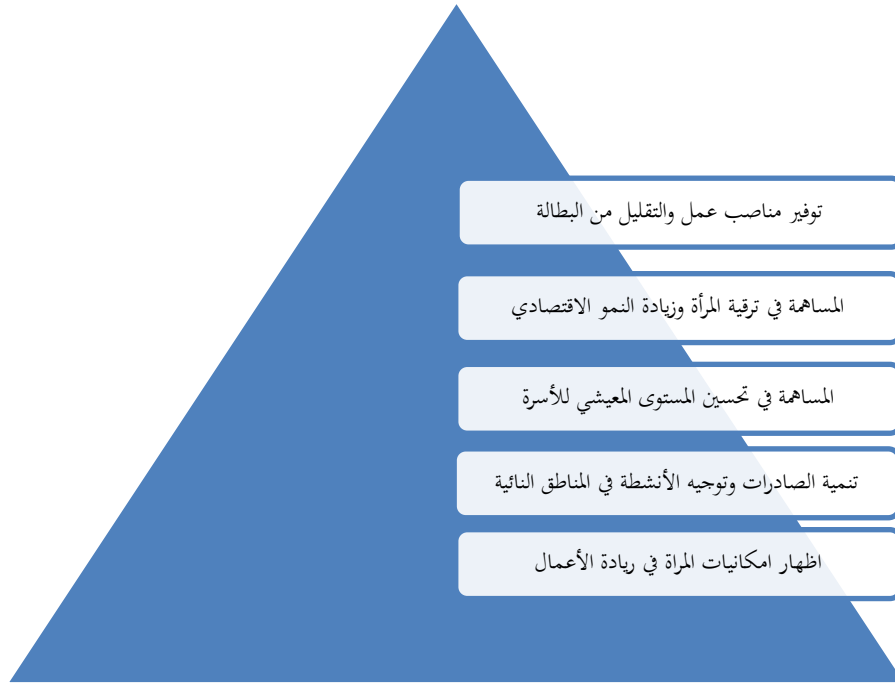 توفير مناصب عمل والتقليل من البطالة
المساهمة في ترقية المرأة وزيادة النمو الاقتصادي
المساهمة في تحسين المستوى المعيشي للأسرة
تنمية الصادرات وتوجيه الأنشطة في المناطق النائية
اظهار امكانيات المراة في ريادة الأعمال